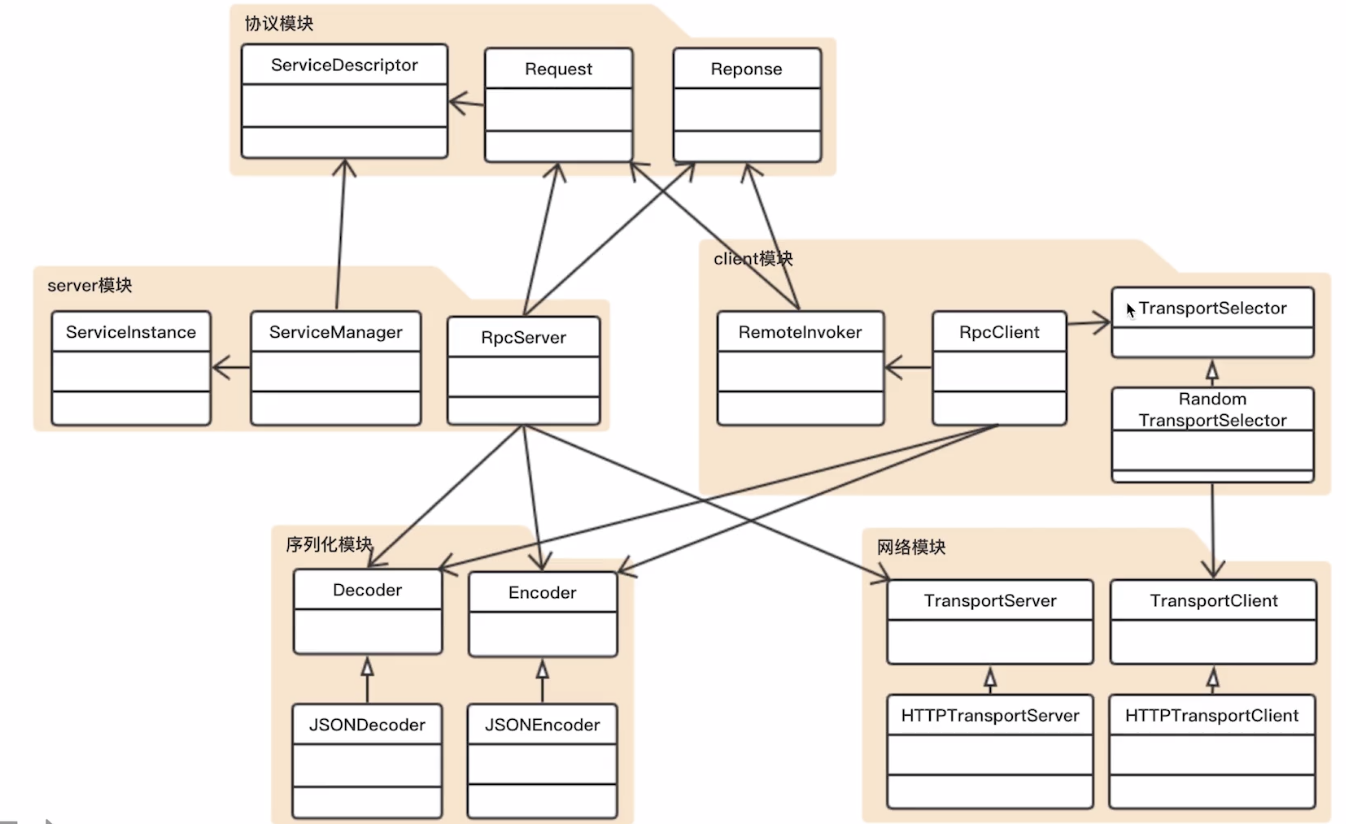 协议模块
ServiceDescriptor
Request
Reponse
server模块
ServiceInstance
ServiceManager
RpcServer
client模块
RemoteInvoker
RpcClient
TransportSelector
Random
TransportSelector
序列化模块
Decoder
Encoder
JSONDecoder
JSONEncoder
网络模块
TransportServer
TransportClient
HTTPTransportServer
HTTPTransportClient